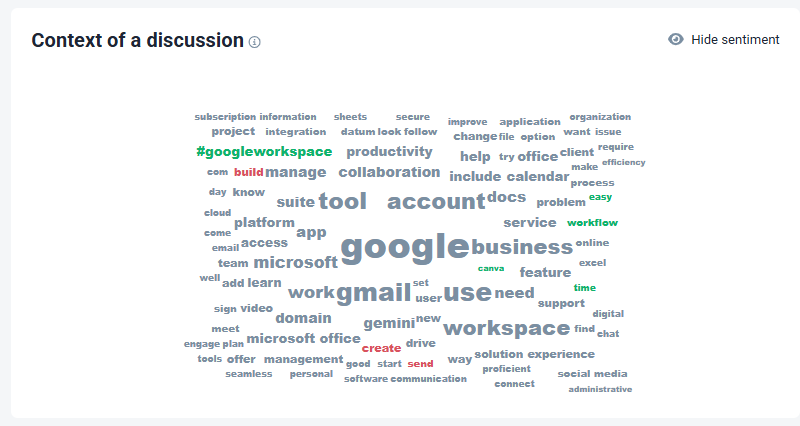 Context of a discussion
Hide sentiment
subscription information sheets secure improve application organization
project integration datum look follow change file option want issue
#googleworkspace productivity help try office client require
com build manage collaboration include calendar make efficiency
process
day know suite tool account docs problem easy
cloud platform service workflow
come app google business online
email access
team microsoft canva feature excel
well add learn work gmail set user use need time
support
sign video domain gemini new workspace digital
meet find chat
engage plan microsoft office create drive
tools offer management good start send way solution experience
seamless personal software communication proficient social media
connect administrative